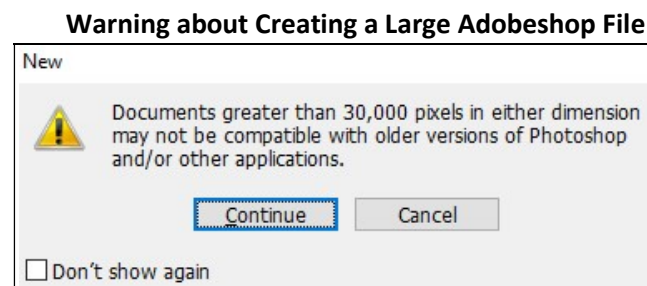 Warning about Creating a Large Adobeshop File
New
Documents greater than 30,000 pixels in either dimension
may not be compatible with older versions of Photoshop
and/or other applications.
Continue Cancel
Don't show again